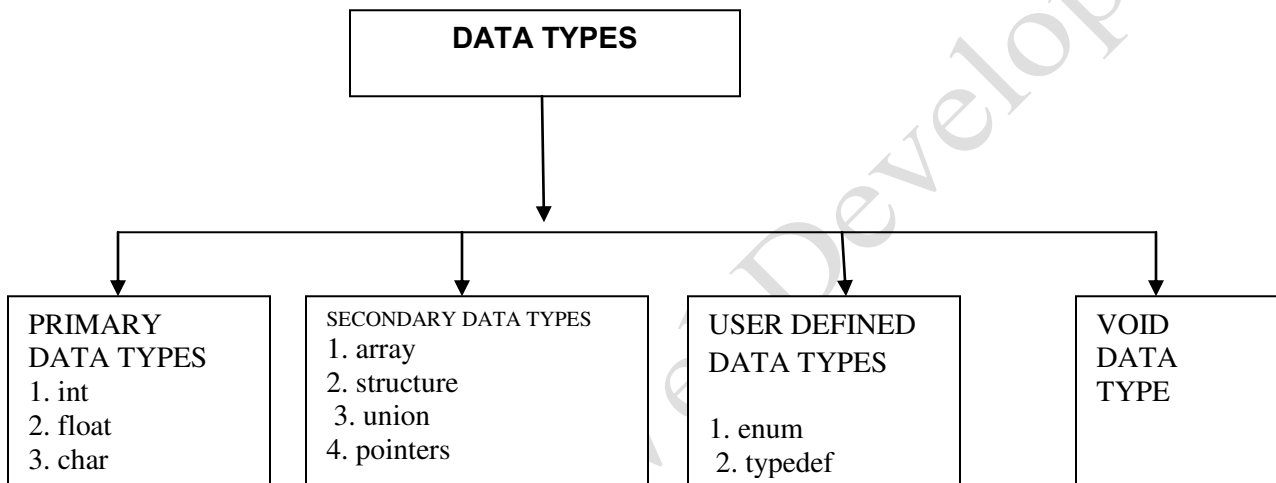 DATA TYPES
PRIMARY
DATA TYPES
1. int
2. float
3. char
SECONDARY DATA TYPES
1. array
2. structure
3. union
4. pointers
USER DEFINED
DATA TYPES
1. enum
2. typedef
VOID
DATA
TYPE